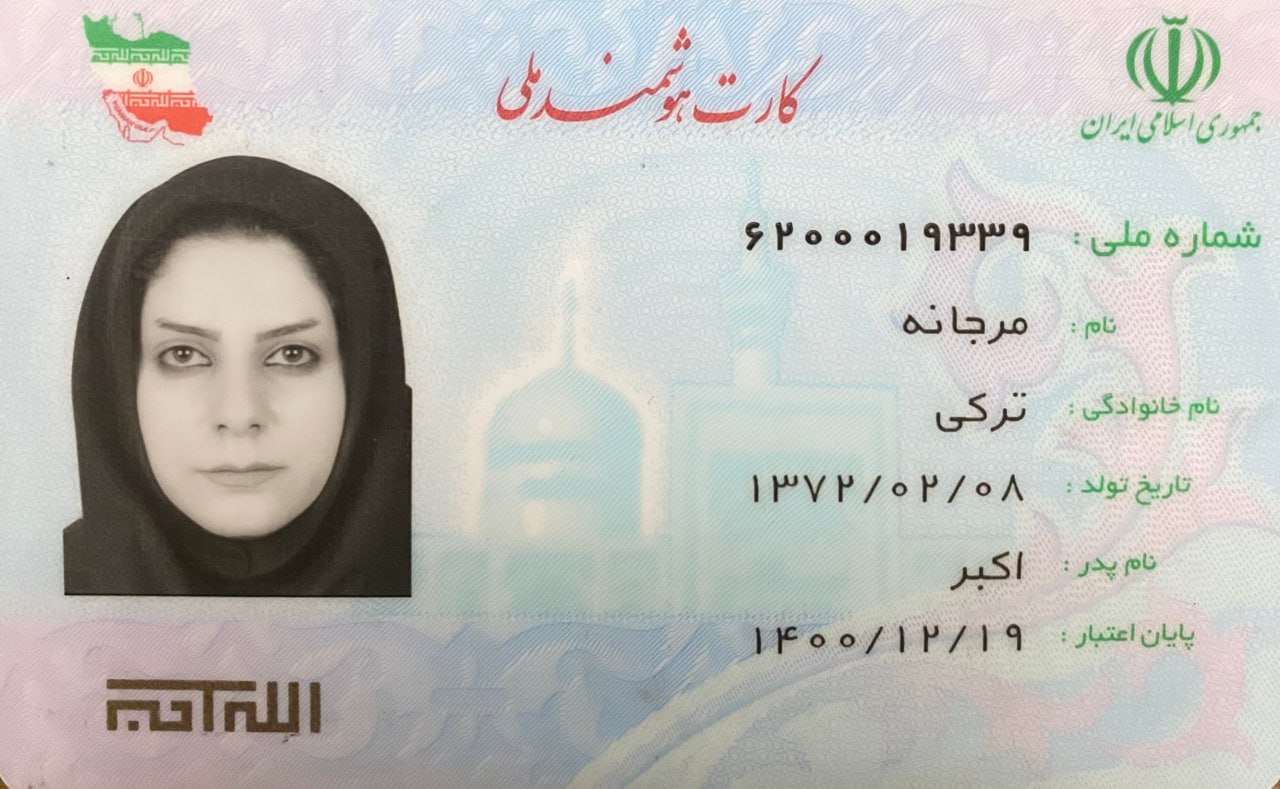 کارت هوشمند ملی
جمهوری اسلامی ایران
شماره ملی : ۶۲۰۰۰۱۹۳۳۹
نام : مرجانه
نام خانوادگی : ترکی
تاریخ تولد : ۱۳۷۲/۰۲/۰۸
نام پدر : اکبر
پایان اعتبار : ۱۴۰۰/۱۲/۱۹
الله اکبر